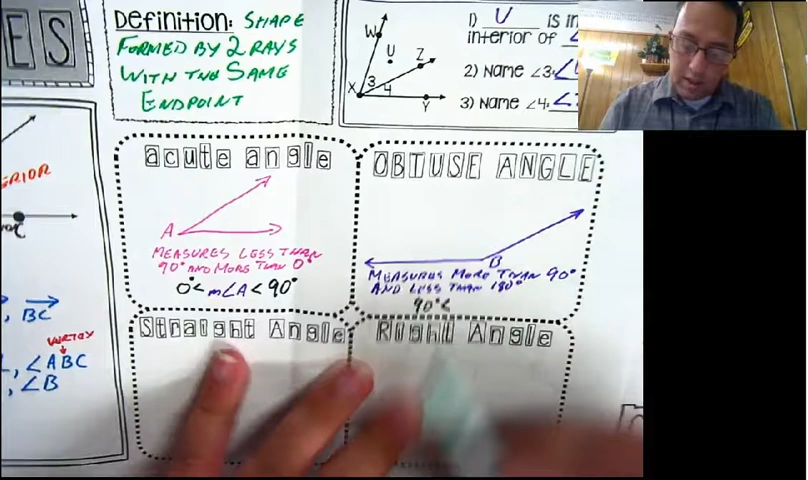 ES
Definition: SHAPE
FORMED BY 2 RAYS
WITH THE SAME
ENDPOINT
W
U
Z
X
3
4
Y
1) U IS in
interior of ∠
2) Name ∠3
3) Name ∠4,
acute angle
A
MEASURES LESS THAN
90° AND MORE THAN 0°
0° < m∠A < 90°
OBTUSE ANGLE
B
MEASURES MORE THAN 90°
AND LESS THAN 180°
90° <
Straight Angle
Right Angle
ERIOR
C
, BC
VERTEX
, ∠ABC
, ∠B